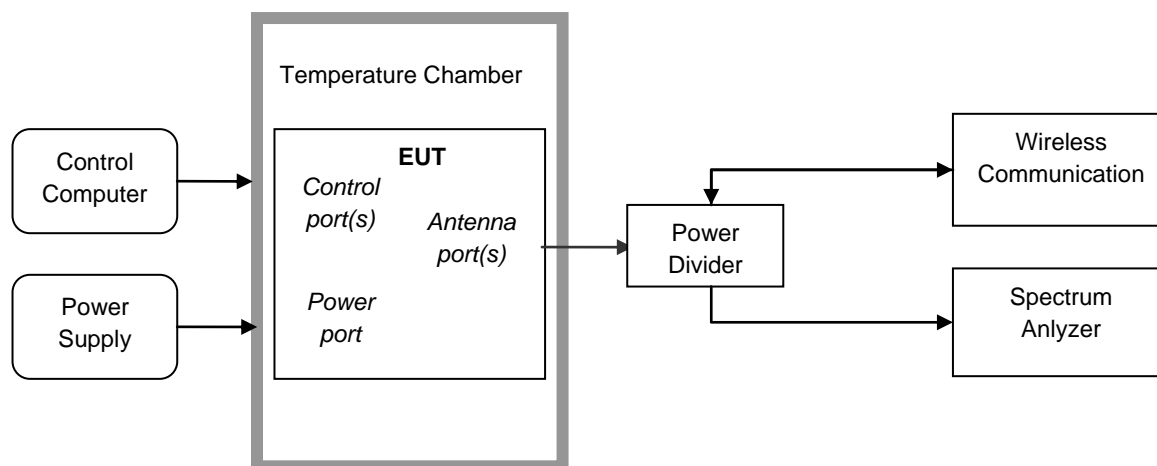 Temperature Chamber
Control
Computer
Power
Supply
EUT
Control
port(s)
Antenna
port(s)
Power
port
Power
Divider
Wireless
Communication
Spectrum
Anlyzer